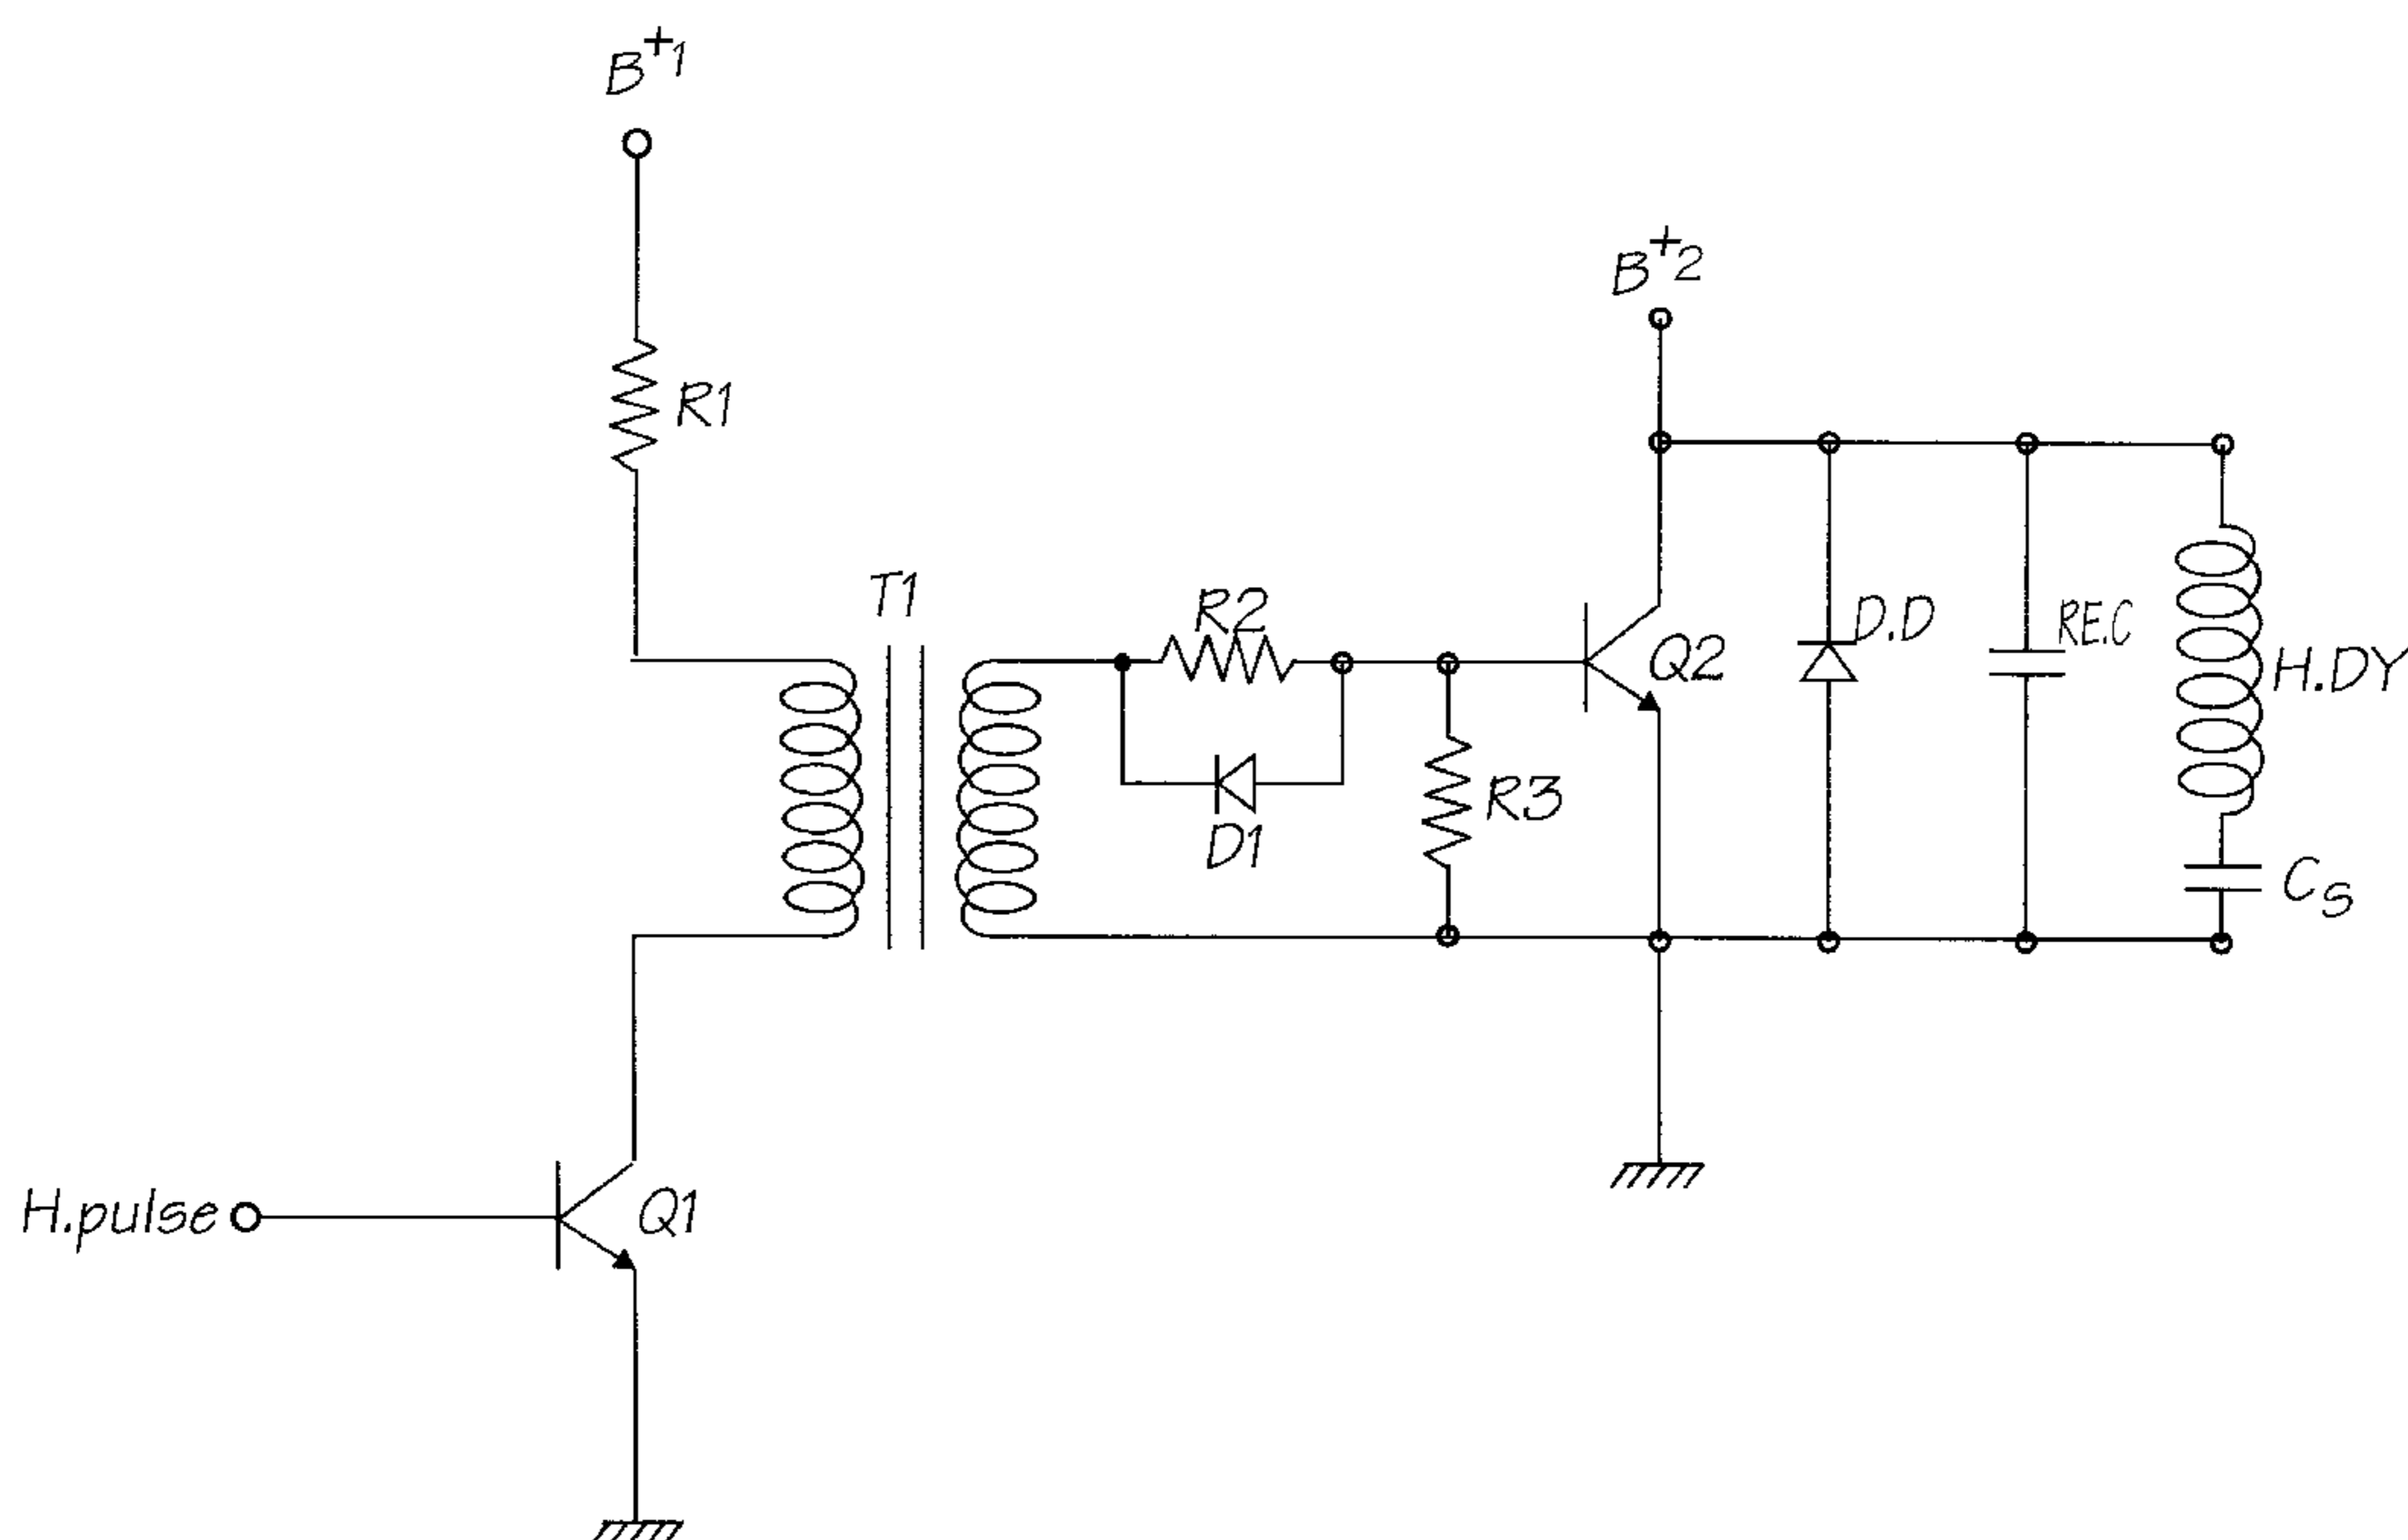 B+1
R1
B+2
T1
R2
D1
R3
Q2
D.D
RE.C
H.DY
CS
H.pulse
Q1